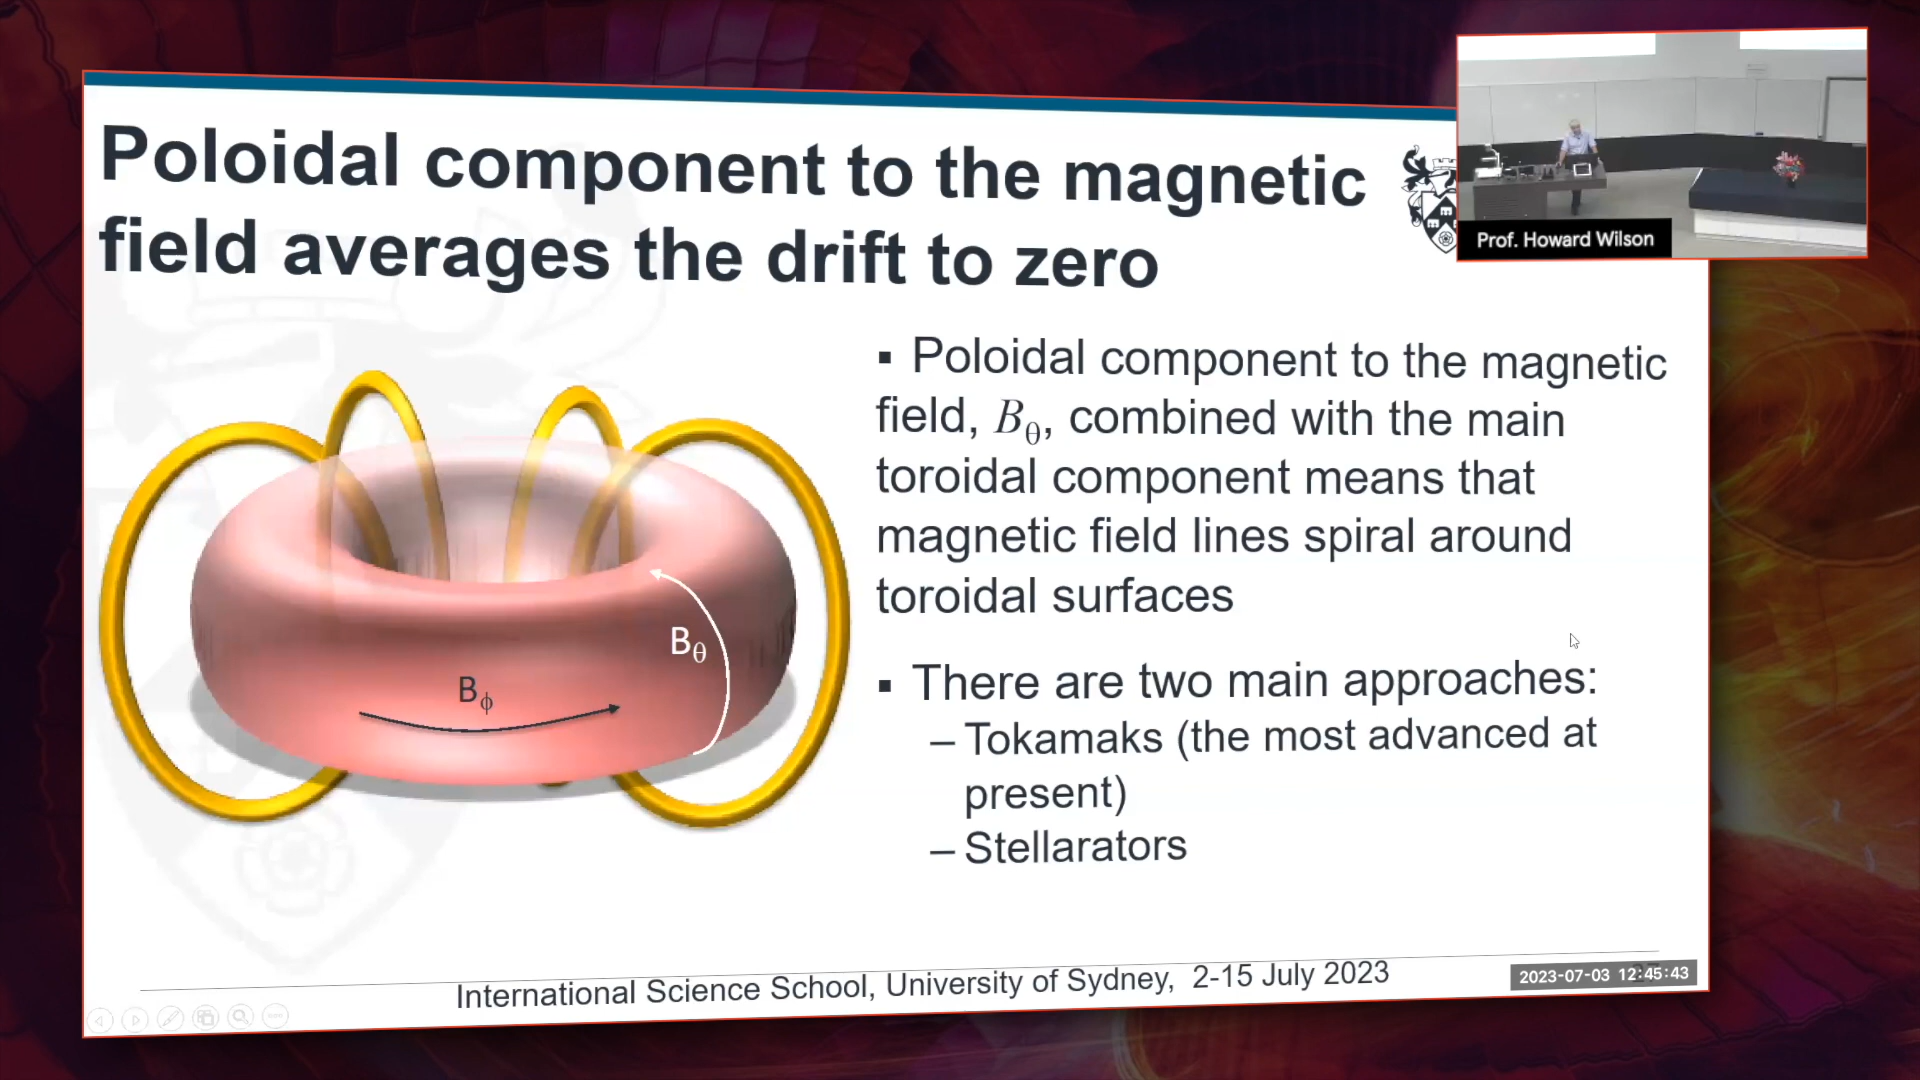 Poloidal component to the magnetic
field averages the drift to zero
Prof. Howard Wilson
▪ Poloidal component to the magnetic
field, Bθ, combined with the main
toroidal component means that
magnetic field lines spiral around
toroidal surfaces
▪ There are two main approaches:
– Tokamaks (the most advanced at
present)
– Stellarators
Bθ
Bϕ
International Science School, University of Sydney, 2-15 July 2023
2023-07-03 12:45:43